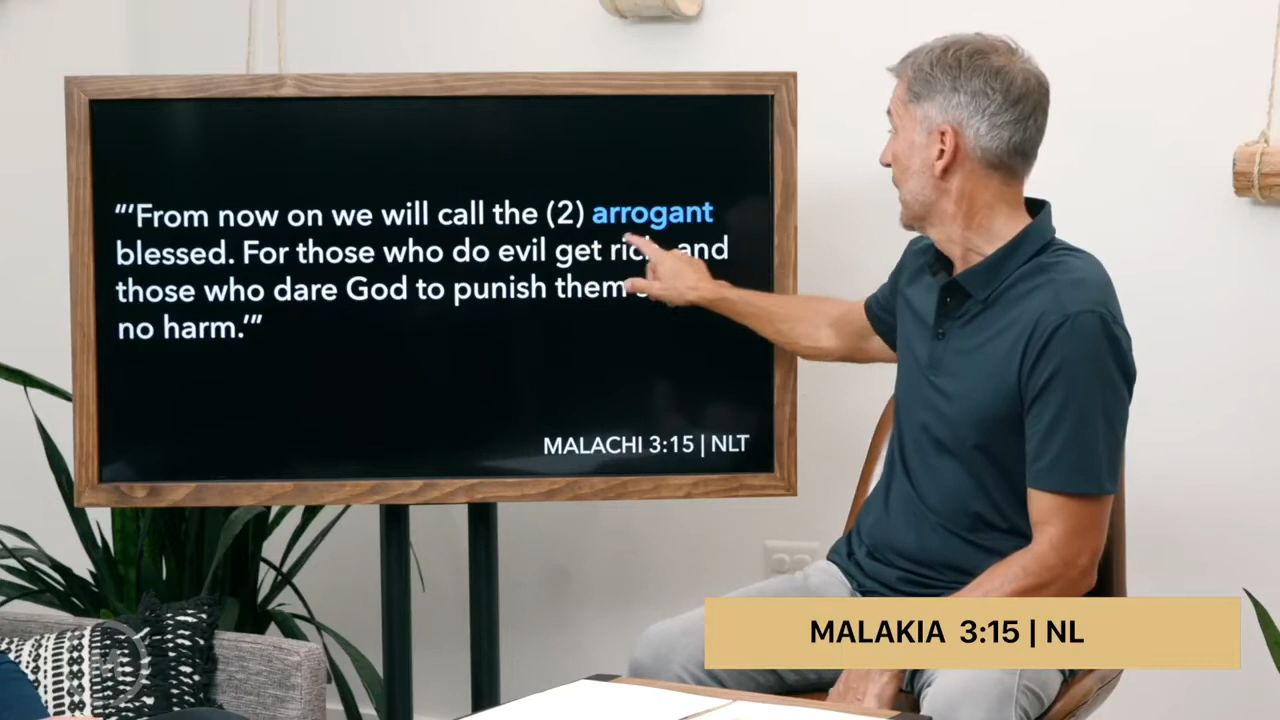 "'From now on we will call the (2) arrogant
blessed. For those who do evil get and
those who dare God to punish them
no harm.'"
MALACHI 3:15 | NLT
MALAKIA 3:15 | NL